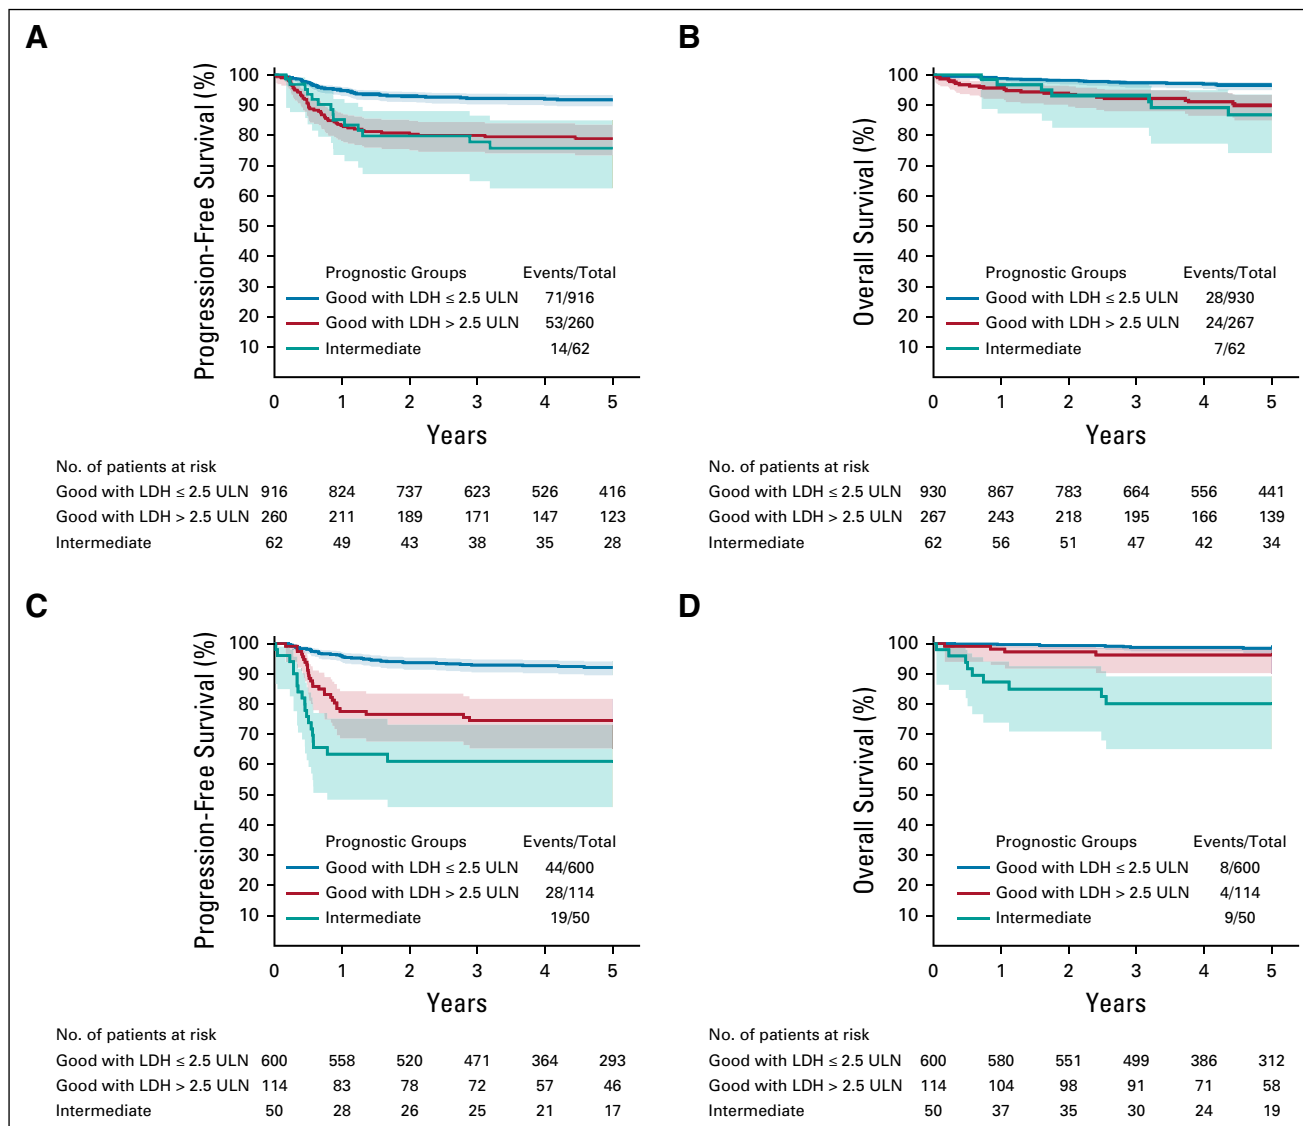 A
Progression-Free Survival (%)
100
90
80
70
60
50
40
30
20
10
Prognostic Groups Events/Total
Good with LDH ≤ 2.5 ULN 71/916
Good with LDH > 2.5 ULN 53/260
Intermediate 14/62
0 1 2 3 4 5
Years
No. of patients at risk
Good with LDH ≤ 2.5 ULN 916 824 737 623 526 416
Good with LDH > 2.5 ULN 260 211 189 171 147 123
Intermediate 62 49 43 38 35 28
B
Overall Survival (%)
100
90
80
70
60
50
40
30
20
10
Prognostic Groups Events/Total
Good with LDH ≤ 2.5 ULN 28/930
Good with LDH > 2.5 ULN 24/267
Intermediate 7/62
0 1 2 3 4 5
Years
No. of patients at risk
Good with LDH ≤ 2.5 ULN 930 867 783 664 556 441
Good with LDH > 2.5 ULN 267 243 218 195 166 139
Intermediate 62 56 51 47 42 34
C
Progression-Free Survival (%)
100
90
80
70
60
50
40
30
20
10
Prognostic Groups Events/Total
Good with LDH ≤ 2.5 ULN 44/600
Good with LDH > 2.5 ULN 28/114
Intermediate 19/50
0 1 2 3 4 5
Years
No. of patients at risk
Good with LDH ≤ 2.5 ULN 600 558 520 471 364 293
Good with LDH > 2.5 ULN 114 83 78 72 57 46
Intermediate 50 28 26 25 21 17
D
Overall Survival (%)
100
90
80
70
60
50
40
30
20
10
Prognostic Groups Events/Total
Good with LDH ≤ 2.5 ULN 8/600
Good with LDH > 2.5 ULN 4/114
Intermediate 9/50
0 1 2 3 4 5
Years
No. of patients at risk
Good with LDH ≤ 2.5 ULN 600 580 551 499 386 312
Good with LDH > 2.5 ULN 114 104 98 91 71 58
Intermediate 50 37 35 30 24 19